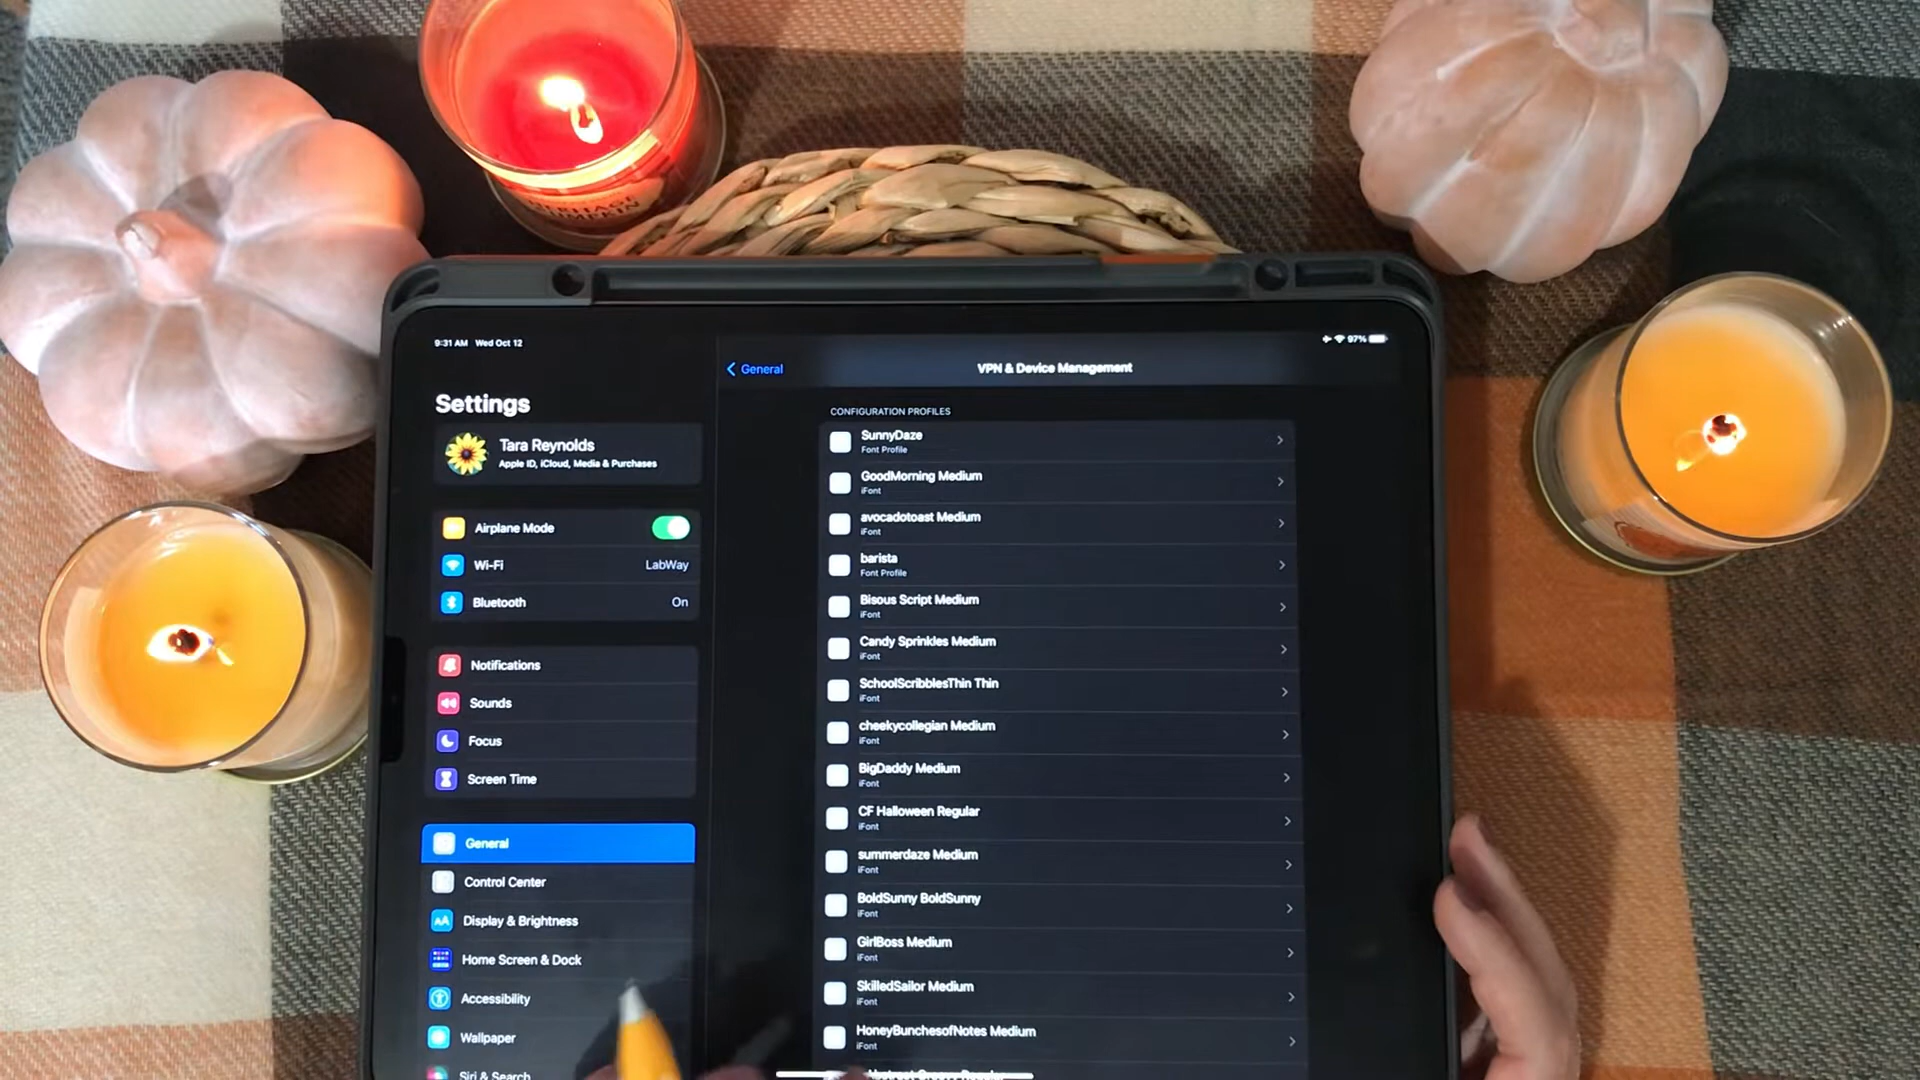 9:31 AM Wed Oct 12
97%
Settings
Tara Reynolds
Apple ID, iCloud, Media & Purchases
Airplane Mode
Wi-Fi LabWay
Bluetooth On
Notifications
Sounds
Focus
Screen Time
General
Control Center
AA Display & Brightness
Home Screen & Dock
Accessibility
Wallpaper
Siri & Search
General
VPN & Device Management
CONFIGURATION PROFILES
SunnyDaze
Font Profile
GoodMorning Medium
iFont
avocadotoast Medium
iFont
barista
Font Profile
Bisous Script Medium
iFont
Candy Sprinkles Medium
iFont
SchoolScribblesThin Thin
iFont
cheekycollegian Medium
iFont
BigDaddy Medium
iFont
CF Halloween Regular
iFont
summerdaze Medium
iFont
BoldSunny BoldSunny
iFont
GirlBoss Medium
iFont
SkilledSailor Medium
iFont
HoneyBunchesofNotes Medium
iFont